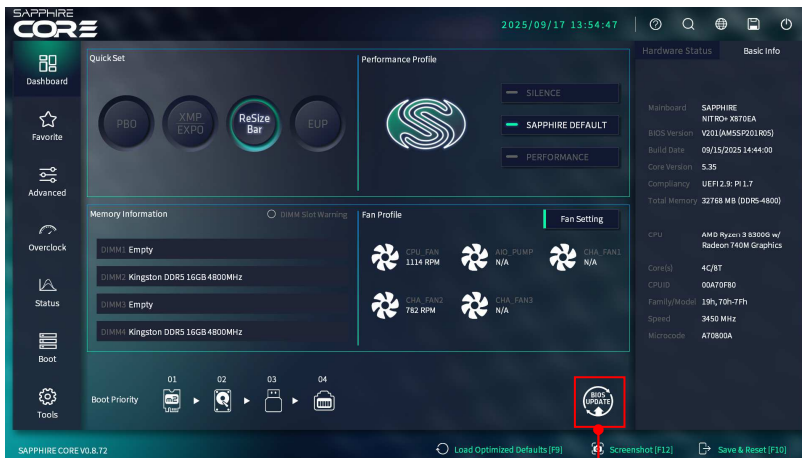 SAPPHIRE
CORE
2025/09/17 13:54:47
Dashboard
Favorite
Advanced
Overclock
Status
Boot
Tools
Quick Set
PBO
XMP
EXPO
ReSize
Bar
EUP
Performance Profile
SILENCE
SAPPHIRE DEFAULT
PERFORMANCE
Memory Information
DIMM Slot Warning
DIMM1 Empty
DIMM2 Kingston DDR5 16GB 4800MHz
DIMM3 Empty
DIMM4 Kingston DDR5 16GB 4800MHz
Fan Profile
Fan Setting
CPU_FAN
1114 RPM
AIO_PUMP
N/A
CHA_FAN1
N/A
CHA_FAN2
782 RPM
CHA_FAN3
N/A
Boot Priority
01
m2
02
03
04
BIOS
UPDATE
Hardware Status
Basic Info
Mainboard SAPPHIRE
NITRO+ X870EA
BIOS Version V201(AM5SP201R05)
Build Date 09/15/2025 14:44:00
Core Version 5.35
Compliancy UEFI 2.9; PI 1.7
Total Memory 32768 MB (DDR5-4800)
CPU AMD Ryzen 3 8300G w/
Radeon 740M Graphics
Core(s) 4C/8T
CPUID 00A70F80
Family/Model 19h, 70h-7Fh
Speed 3450 MHz
Microcode A70800A
SAPPHIRE CORE V0.8.72
Load Optimized Defaults [F9]
Screenshot [F12]
Save & Reset [F10]